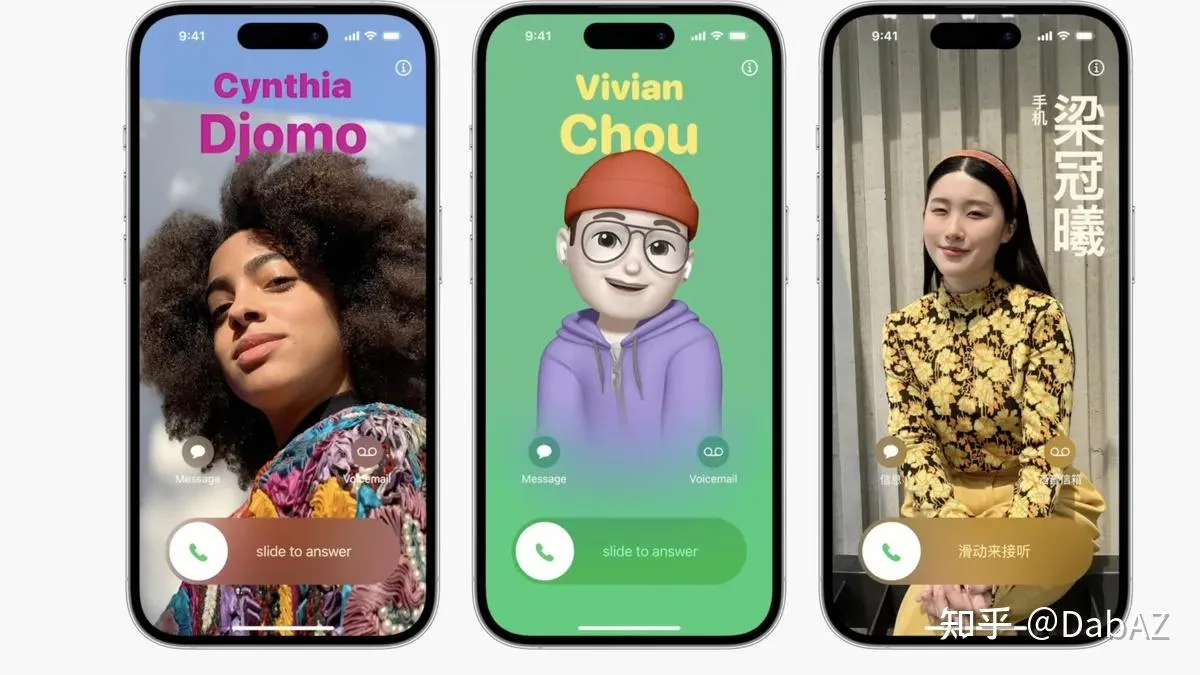 9:41
Cynthia
Djomo
Message
Voicemail
slide to answer
9:41
Vivian
Chou
Message
Voicemail
slide to answer
9:41
手机
梁冠曦
信息
滑动来接听
知乎 @DabAZ